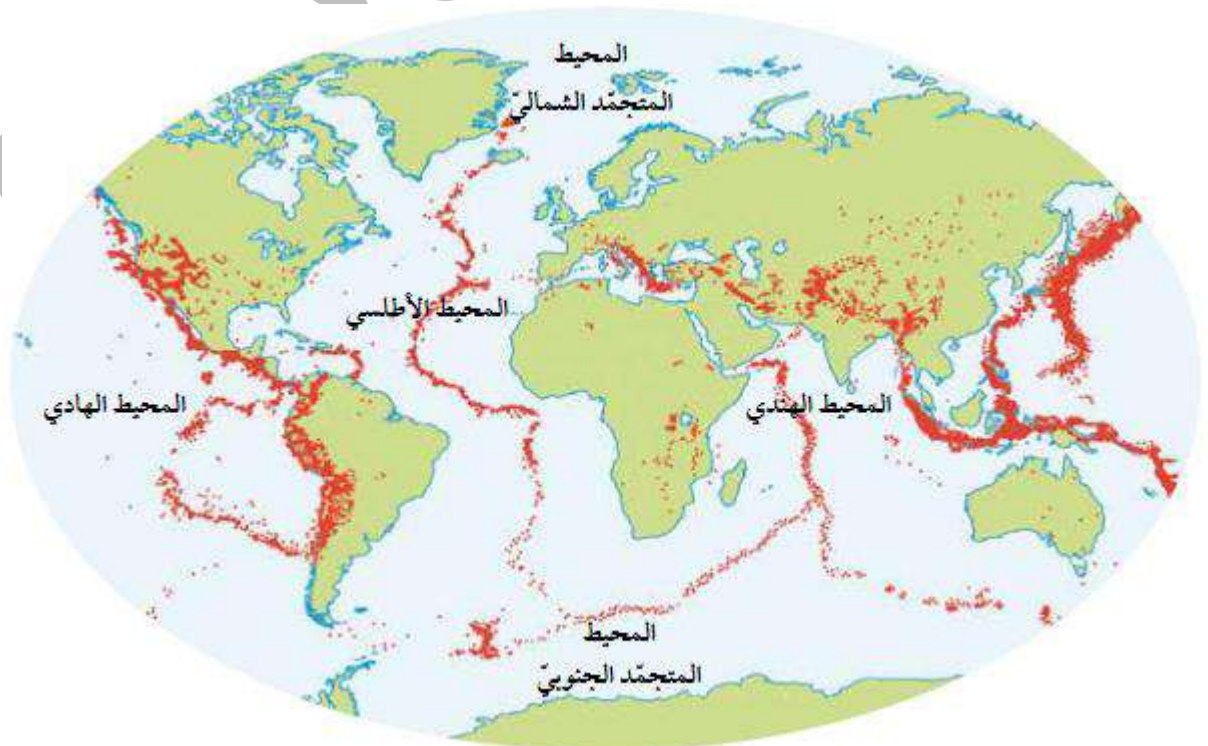 المحيط
المتجمّد الشماليّ
المحيط الأطلسي
المحيط الهادي
المحيط الهندي
المحيط
المتجمّد الجنوبيّ